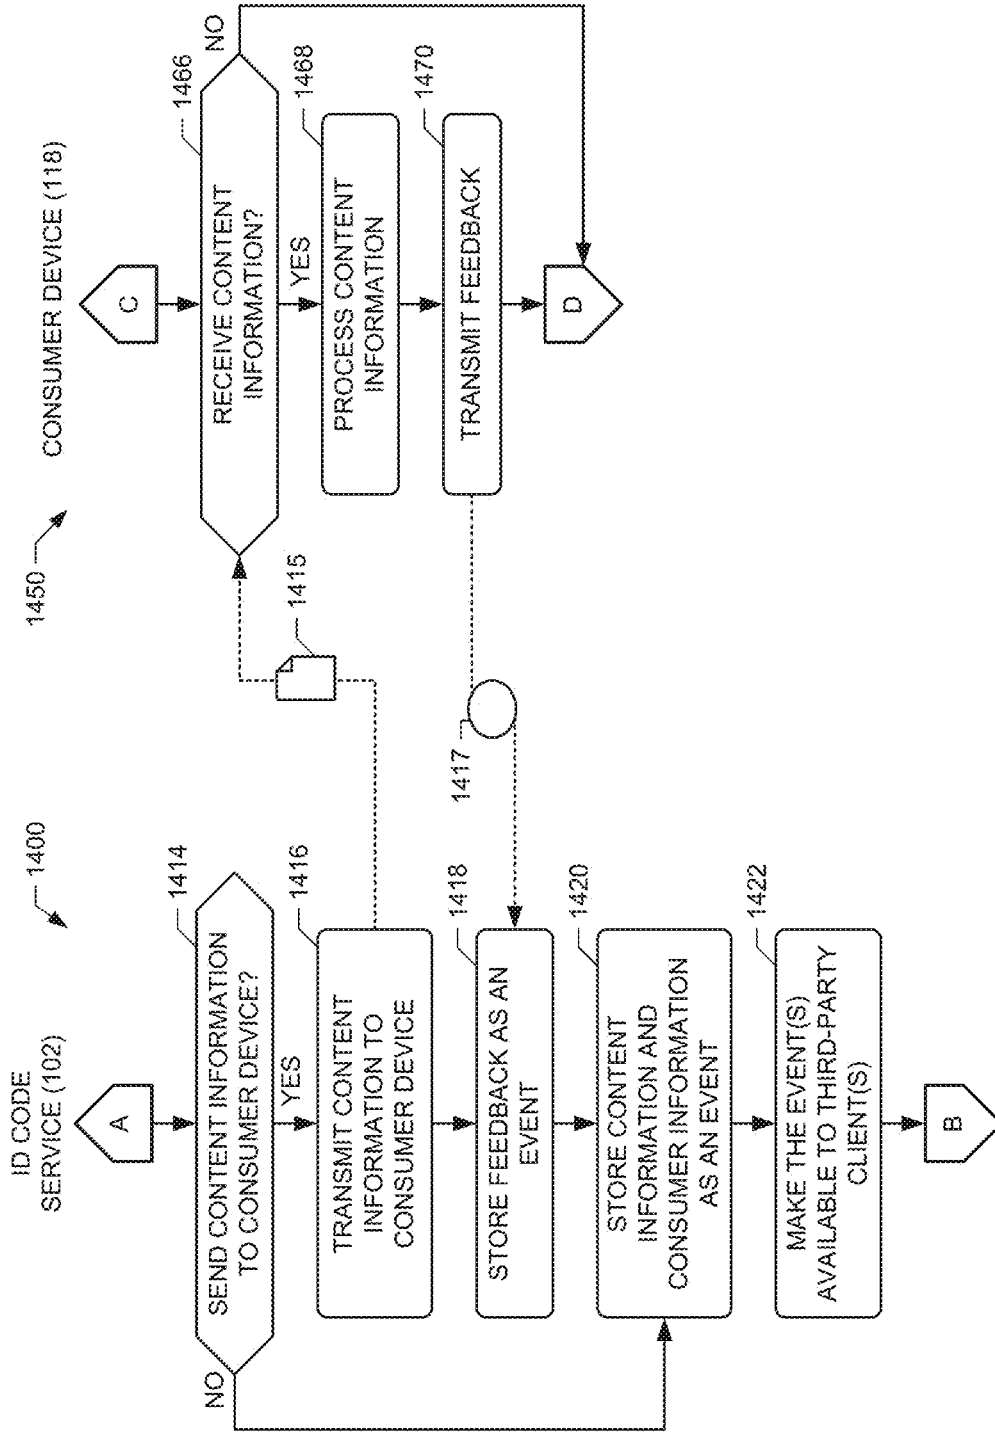 ID CODE
SERVICE (102)
1400
A
1414
SEND CONTENT INFORMATION
TO CONSUMER DEVICE?
NO
YES
1416
TRANSMIT CONTENT
INFORMATION TO
CONSUMER DEVICE
1418
STORE FEEDBACK AS AN
EVENT
1420
STORE CONTENT
INFORMATION AND
CONSUMER INFORMATION
AS AN EVENT
1422
MAKE THE EVENT(S)
AVAILABLE TO THIRD-PARTY
CLIENT(S)
B
1415
1417
1450
CONSUMER DEVICE (118)
C
1466
RECEIVE CONTENT
INFORMATION?
NO
YES
1468
PROCESS CONTENT
INFORMATION
1470
TRANSMIT FEEDBACK
D